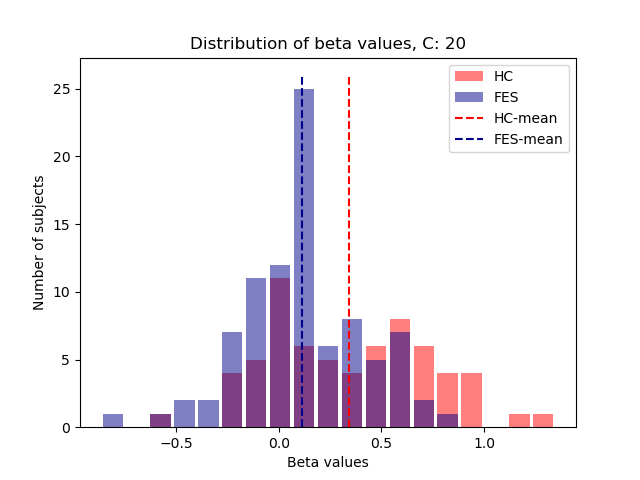 Distribution of beta values, C: 20
HC
FES
HC-mean
FES-mean
Number of subjects
25
20
15
10
5
0
−0.5
0.0
0.5
1.0
Beta values